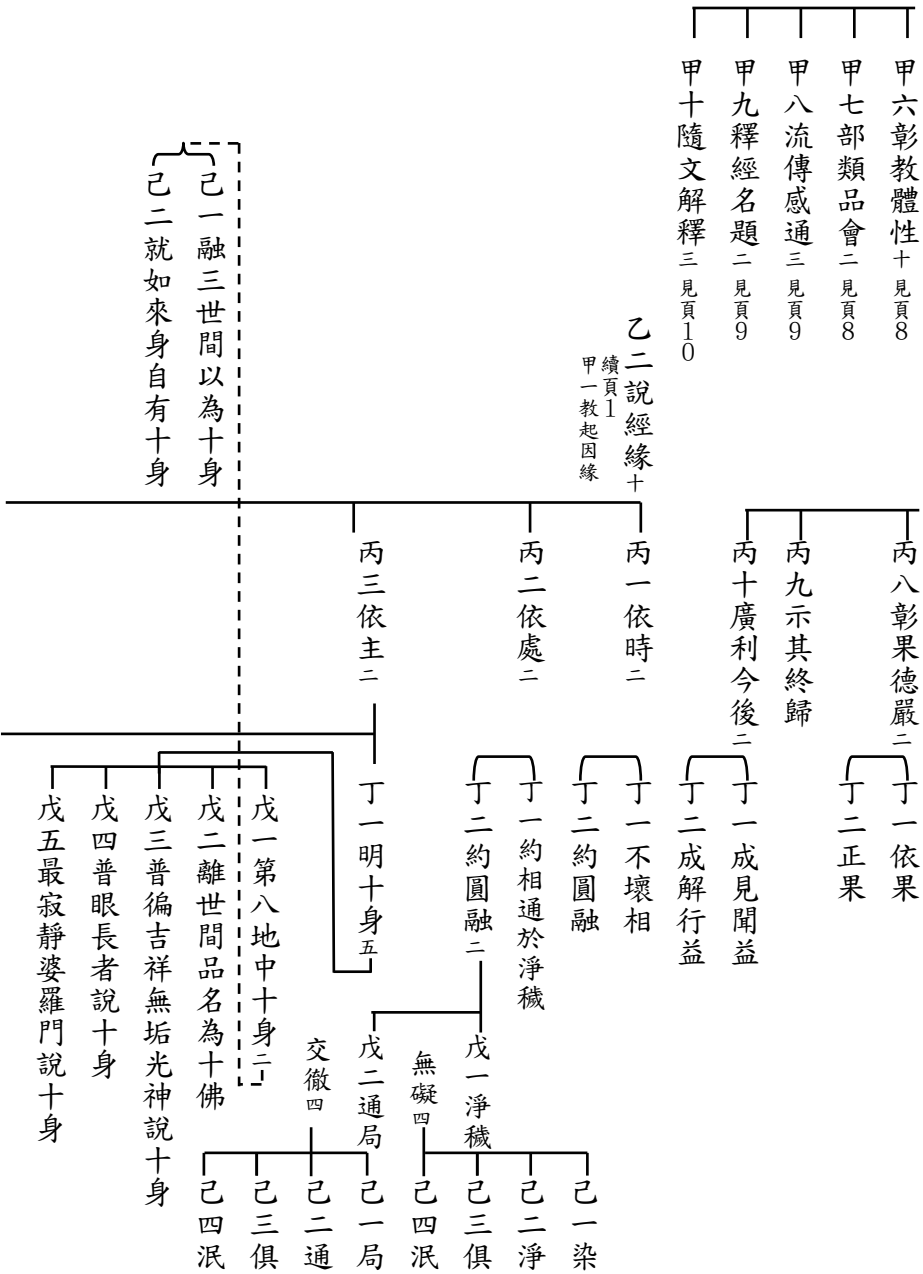 甲六彰教體性十見頁8
甲七部類品會二見頁8
甲八流傳感通三見頁9
甲九釋經名題二見頁9
甲十隨文解釋三見頁10
丙八彰果德嚴二
丙九示其終歸
丙十廣利今後二
丁一依果
丁二正果
丁一成見聞益
丁二成解行益
乙二說經緣十
續頁1
甲一教起因緣
丙一依時二
丙二依處二
丙三依主二
丁一不壞相
丁二約圓融
丁一約相通於淨穢
丁二約圓融二
戊一淨穢無礙四
戊二通局交徹四
己一染
己二淨
己三俱
己四泯
己一局
己二通
己三俱
己四泯
丁一明十身五
戊一第八地中十身二
戊二離世間品名為十佛
戊三普徧吉祥無垢光神說十身
戊四普眼長者說十身
戊五最寂靜婆羅門說十身
己一融三世間以為十身
己二就如來身自有十身